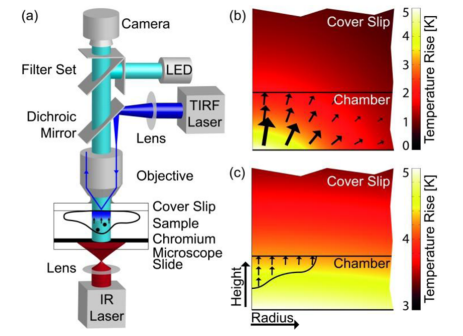 (a)
Camera
Filter Set
LED
Dichroic
Mirror
TIRF
Laser
Lens
Objective
Cover Slip
Sample
Chromium
Microscope
Slide
Lens
IR
Laser
(b)
Cover Slip
Chamber
5
4
3
2
1
0
Temperature Rise [K]
(c)
Cover Slip
Chamber
Height
Radius
5
4
3
Temperature Rise [K]